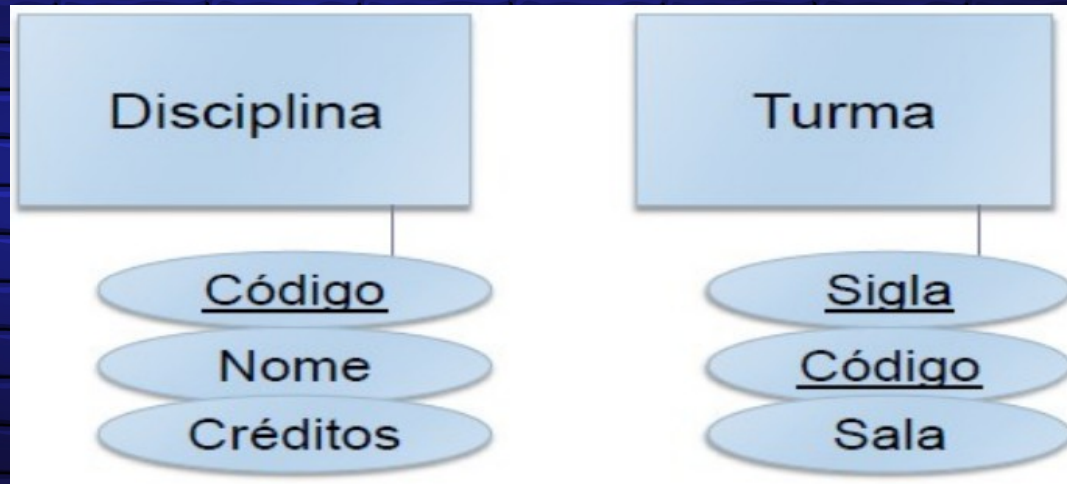 Disciplina
Código
Nome
Créditos
Turma
Sigla
Código
Sala